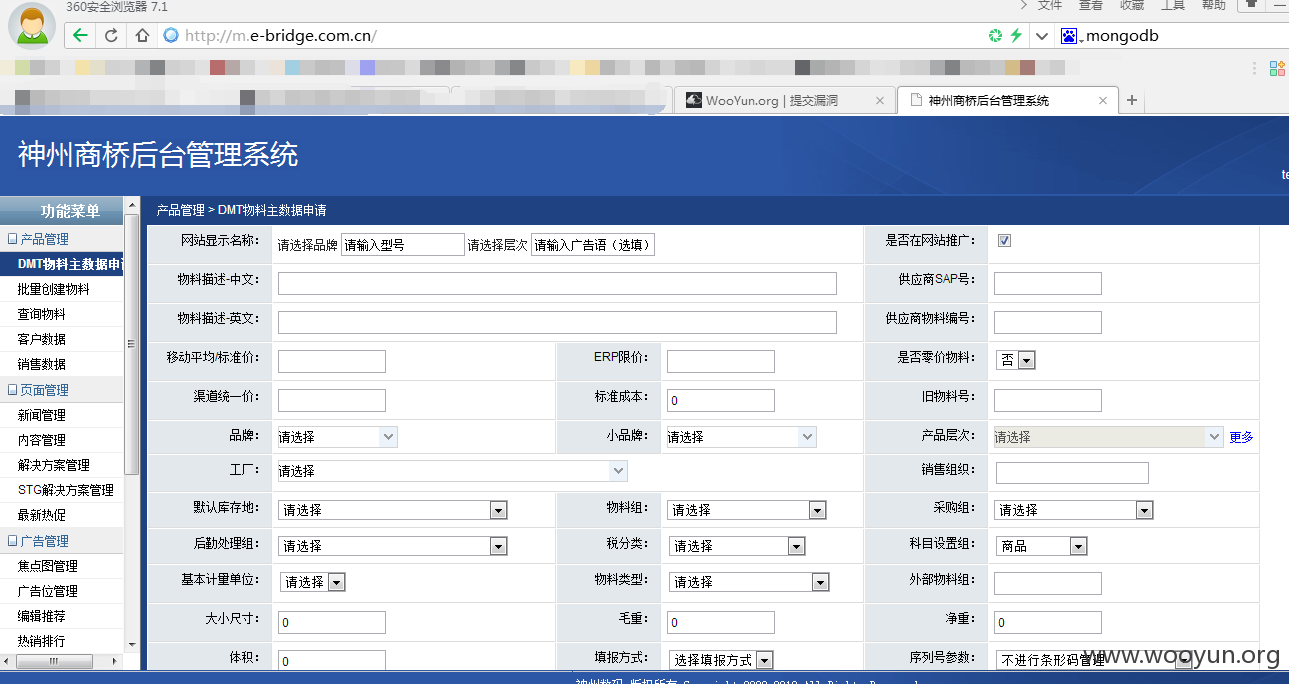 360安全浏览器 7.1
文件 查看 收藏 工具 帮助
http://m.e-bridge.com.cn/
mongodb
WooYun.org | 提交漏洞
神州商桥后台管理系统
神州商桥后台管理系统
te
功能菜单
产品管理 > DMT物料主数据申请
产品管理
DMT物料主数据申请
批量创建物料
查询物料
客户数据
销售数据
页面管理
新闻管理
内容管理
解决方案管理
STG解决方案管理
最新热促
广告管理
焦点图管理
广告位管理
编辑推荐
热销排行
网站显示名称: 请选择品牌 请输入型号 请选择层次 请输入广告语（选填） 是否在网站推广:
物料描述-中文: 供应商SAP号:
物料描述-英文: 供应商物料编号:
移动平均/标准价: ERP限价: 是否零价物料: 否
渠道统一价: 标准成本: 0 旧物料号:
品牌: 请选择 小品牌: 请选择 产品层次: 请选择 更多
工厂: 请选择 销售组织:
默认库存地: 请选择 物料组: 请选择 采购组: 请选择
后勤处理组: 请选择 税分类: 请选择 科目设置组: 商品
基本计量单位: 请选择 物料类型: 请选择 外部物料组:
大小尺寸: 0 毛重: 0 净重: 0
体积: 0 填报方式: 选择填报方式 序列号参数: 不进行条形码管理
www.wooyun.org